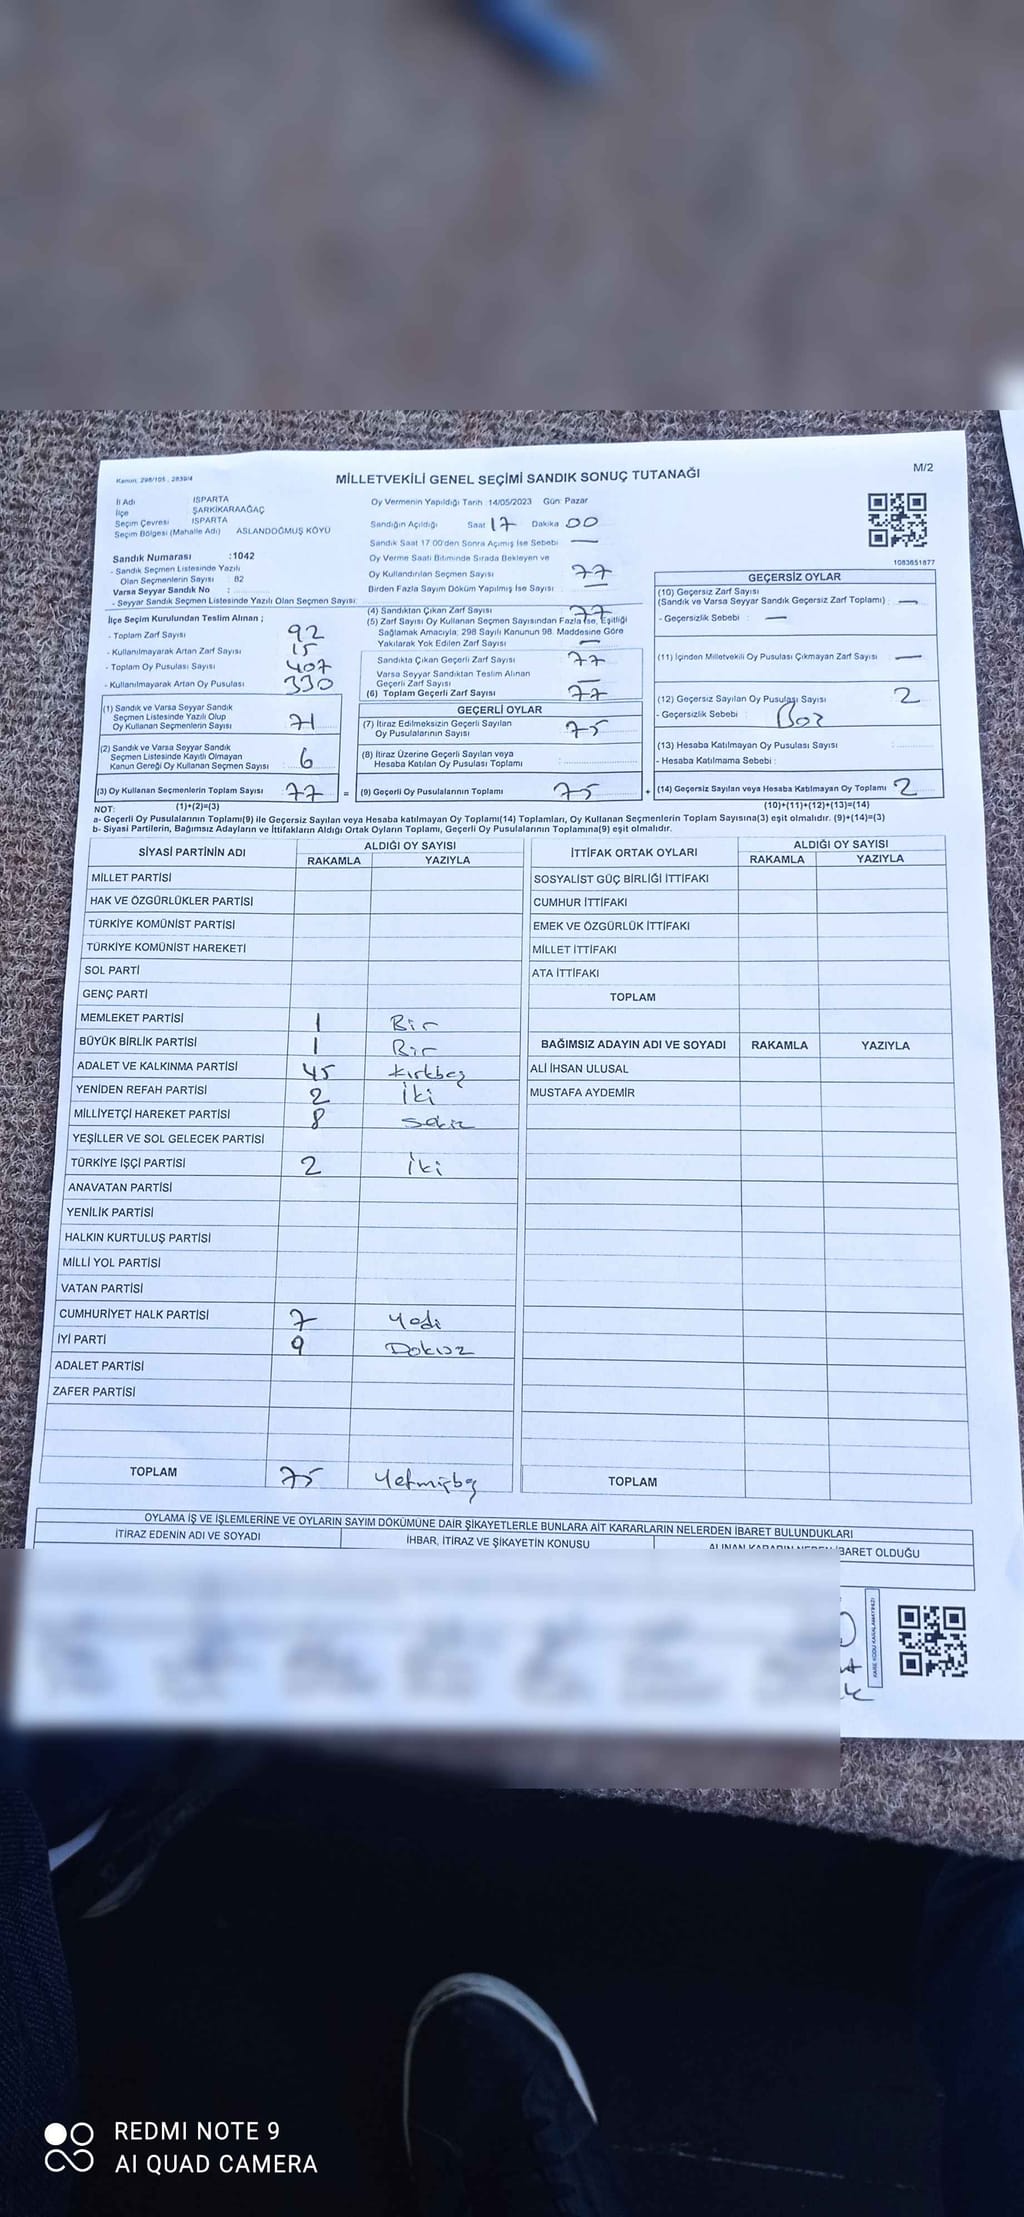 Kanun, 298/105 , 2839/4
MİLLETVEKİLİ GENEL SEÇİMİ SANDIK SONUÇ TUTANAĞI
M/2
İl Adı ISPARTA
İlçe ŞARKİKARAAĞAÇ
Seçim Çevresi ISPARTA
Seçim Bölgesi (Mahalle Adı) ASLANDOĞMUŞ KÖYÜ
Oy Vermenin Yapıldığı Tarih : 14/05/2023 Gün: Pazar
Sandığın Açıldığı Saat 17 Dakika 00
Sandık Saat 17:00'den Sonra Açımış İse Sebebi —
Oy Verme Saati Bitiminde Sırada Bekleyen ve
Oy Kullandırılan Seçmen Sayısı 77
Birden Fazla Sayım Döküm Yapılmış İse Sayısı : —
1083651877
Sandık Numarası :1042
- Sandık Seçmen Listesinde Yazılı
Olan Seçmenlerin Sayısı : 82
Varsa Seyyar Sandık No :
- Seyyar Sandık Seçmen Listesinde Yazılı Olan Seçmen Sayısı:
İlçe Seçim Kurulundan Teslim Alınan ;
- Toplam Zarf Sayısı 92
- Kullanılmayarak Artan Zarf Sayısı 15
- Toplam Oy Pusulası Sayısı 407
- Kullanılmayarak Artan Oy Pusulası 330
(4) Sandıktan Çıkan Zarf Sayısı 77
(5) Zarf Sayısı Oy Kullanan Seçmen Sayısından Fazla İse, Eşitliği
Sağlamak Amacıyla; 298 Sayılı Kanunun 98. Maddesine Göre
Yakılarak Yok Edilen Zarf Sayısı —
Sandıkta Çıkan Geçerli Zarf Sayısı 77
Varsa Seyyar Sandıktan Teslim Alınan
Geçerli Zarf Sayısı —
(6) Toplam Geçerli Zarf Sayısı 77
GEÇERSİZ OYLAR
(10) Geçersiz Zarf Sayısı
(Sandık ve Varsa Seyyar Sandık Geçersiz Zarf Toplamı) : —
- Geçersizlik Sebebi : —
(11) İçinden Milletvekili Oy Pusulası Çıkmayan Zarf Sayısı —
(12) Geçersiz Sayılan Oy Pusulası Sayısı 2
- Geçersizlik Sebebi : Boz
(13) Hesaba Katılmayan Oy Pusulası Sayısı
- Hesaba Katılmama Sebebi :
(14) Geçersiz Sayılan veya Hesaba Katılmayan Oy Toplamı 2
(10)+(11)+(12)+(13)=(14)
(1) Sandık ve Varsa Seyyar Sandık
Seçmen Listesinde Yazılı Olup
Oy Kullanan Seçmenlerin Sayısı 71
(2) Sandık ve Varsa Seyyar Sandık
Seçmen Listesinde Kayıtlı Olmayan
Kanun Gereği Oy Kullanan Seçmen Sayısı 6
(3) Oy Kullanan Seçmenlerin Toplam Sayısı 77 =
(1)+(2)=(3)
GEÇERLİ OYLAR
(7) İtiraz Edilmeksizin Geçerli Sayılan
Oy Pusulalarının Sayısı 75
(8) İtiraz Üzerine Geçerli Sayılan veya
Hesaba Katılan Oy Pusulası Toplamı
(9) Geçerli Oy Pusulalarının Toplamı 75 +
NOT:
a- Geçerli Oy Pusulalarının Toplamı(9) ile Geçersiz Sayılan veya Hesaba katılmayan Oy Toplamı(14) Toplamları, Oy Kullanan Seçmenlerin Toplam Sayısına(3) eşit olmalıdır. (9)+(14)=(3)
b- Siyasi Partilerin, Bağımsız Adayların ve İttifakların Aldığı Ortak Oyların Toplamı, Geçerli Oy Pusulalarının Toplamına(9) eşit olmalıdır.
SİYASİ PARTİNİN ADI ALDIĞI OY SAYISI
RAKAMLA YAZIYLA
MİLLET PARTİSİ
HAK VE ÖZGÜRLÜKLER PARTİSİ
TÜRKİYE KOMÜNİST PARTİSİ
TÜRKİYE KOMÜNİST HAREKETİ
SOL PARTİ
GENÇ PARTİ
MEMLEKET PARTİSİ 1 Bir
BÜYÜK BİRLİK PARTİSİ 1 Bir
ADALET VE KALKINMA PARTİSİ 45 Kırkbeş
YENİDEN REFAH PARTİSİ 2 İki
MİLLİYETÇİ HAREKET PARTİSİ 8 Sekiz
YEŞİLLER VE SOL GELECEK PARTİSİ
TÜRKİYE İŞÇİ PARTİSİ 2 İki
ANAVATAN PARTİSİ
YENİLİK PARTİSİ
HALKIN KURTULUŞ PARTİSİ
MİLLİ YOL PARTİSİ
VATAN PARTİSİ
CUMHURİYET HALK PARTİSİ 7 Yedi
İYİ PARTİ 9 Dokuz
ADALET PARTİSİ
ZAFER PARTİSİ
TOPLAM 75 Yetmişbeş
İTTİFAK ORTAK OYLARI ALDIĞI OY SAYISI
RAKAMLA YAZIYLA
SOSYALİST GÜÇ BİRLİĞİ İTTİFAKI
CUMHUR İTTİFAKI
EMEK VE ÖZGÜRLÜK İTTİFAKI
MİLLET İTTİFAKI
ATA İTTİFAKI
TOPLAM
BAĞIMSIZ ADAYIN ADI VE SOYADI RAKAMLA YAZIYLA
ALİ İHSAN ULUSAL
MUSTAFA AYDEMİR
TOPLAM
OYLAMA İŞ VE İŞLEMLERİNE VE OYLARIN SAYIM DÖKÜMÜNE DAİR ŞİKAYETLERLE BUNLARA AİT KARARLARIN NELERDEN İBARET BULUNDUKLARI
İTİRAZ EDENİN ADI VE SOYADI
İHBAR, İTİRAZ VE ŞİKAYETİN KONUSU
ALINAN KARARIN NEDEN İBARET OLDUĞU
KARE KODU KARALAMAYINIZ!
REDMI NOTE 9
AI QUAD CAMERA